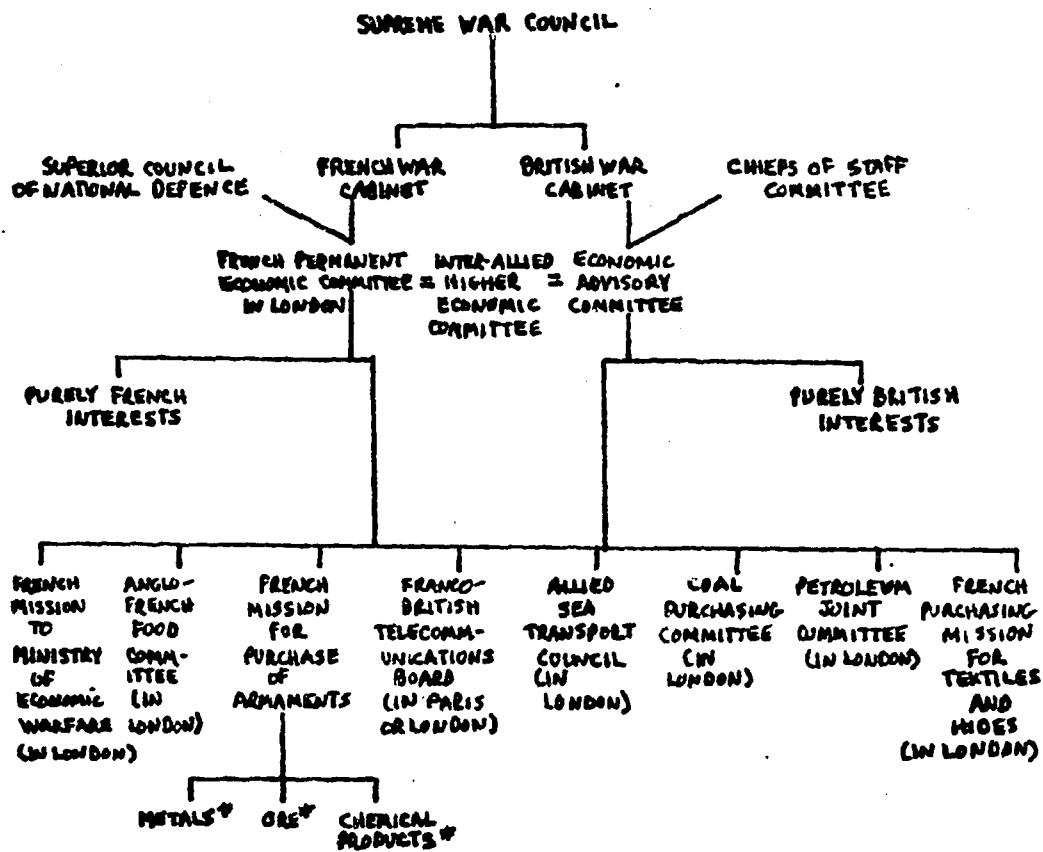 SUPREME WAR COUNCIL
SUPERIOR COUNCIL
OF NATIONAL DEFENCE
FRENCH WAR
CABINET
BRITISH WAR
CABINET
CHIEFS OF STAFF
COMMITTEE
FRENCH PERMANENT
ECONOMIC COMMITTEE
IN LONDON
=
INTER-ALLIED
HIGHER
ECONOMIC
COMMITTEE
=
ECONOMIC
ADVISORY
COMMITTEE
PURELY FRENCH
INTERESTS
PURELY BRITISH
INTERESTS
FRENCH
MISSION
TO
MINISTRY
OF
ECONOMIC
WARFARE
(IN LONDON)
ANGLO-
FRENCH
FOOD
COMM-
ITTEE
(IN
LONDON)
FRENCH
MISSION
FOR
PURCHASE
OF
ARMAMENTS
FRANCO-
BRITISH
TELECOMM-
UNICATIONS
BOARD
(IN PARIS
OR LONDON)
ALLIED
SEA
TRANSPORT
COUNCIL
(IN
LONDON)
COAL
PURCHASING
COMMITTEE
(IN
LONDON)
PETROLEUM
JOINT
COMMITTEE
(IN LONDON)
FRENCH
PURCHASING
MISSION
FOR
TEXTILES
AND
HIDES
(IN LONDON)
METALS*
ORE*
CHEMICAL
PRODUCTS*